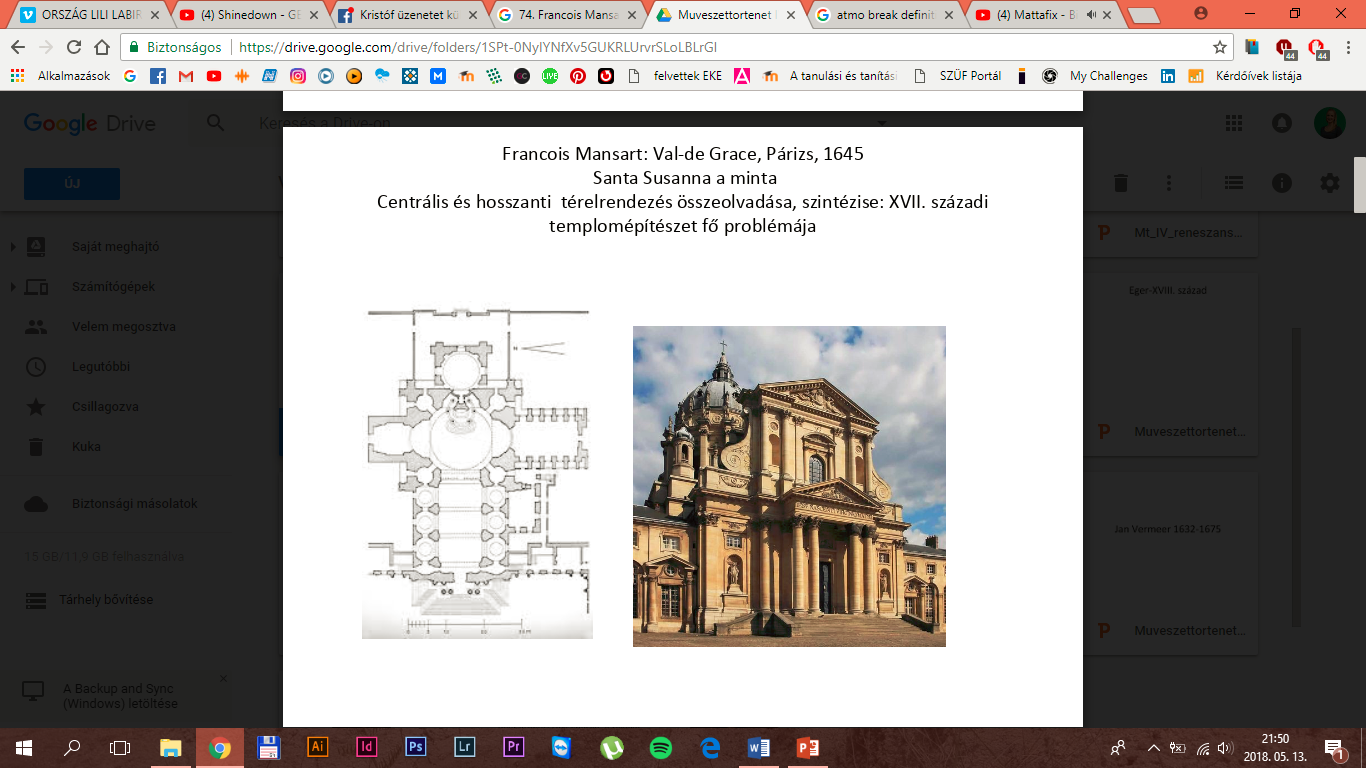 ORSZÁG LILI LABIR
(4) Shinedown - GE
Kristóf üzenetet kü
74. Francois Mansa
Muveszettortenet
atmo break definit
(4) Mattafix - B
Biztonságos
https://drive.google.com/drive/folders/1SPt-0NylYNfXv5GUKRLUrvrSLoLBLrGl
Alkalmazások
felvettek EKE
A tanulási és tanítási
SZÜF Portál
My Challenges
Kérdőívek listája
44
44
Google Drive
Keresés a Drive-on
ÚJ
Saját meghajtó
Számítógépek
Velem megosztva
Legutóbbi
Csillagozva
Kuka
Biztonsági másolatok
15 GB/11,9 GB felhasználva
Tárhely bővítése
A Backup and Sync
(Windows) letöltése
Francois Mansart: Val-de Grace, Párizs, 1645
Santa Susanna a minta
Centrális és hosszanti  térelrendezés összeolvadása, szintézise: XVII. századi
templomépítészet fő problémája
Mt_IV_reneszans...
Eger-XVIII. század
Muveszettortenet...
Jan Vermeer 1632-1675
Muveszettortenet...
21:50
2018. 05. 13.
1